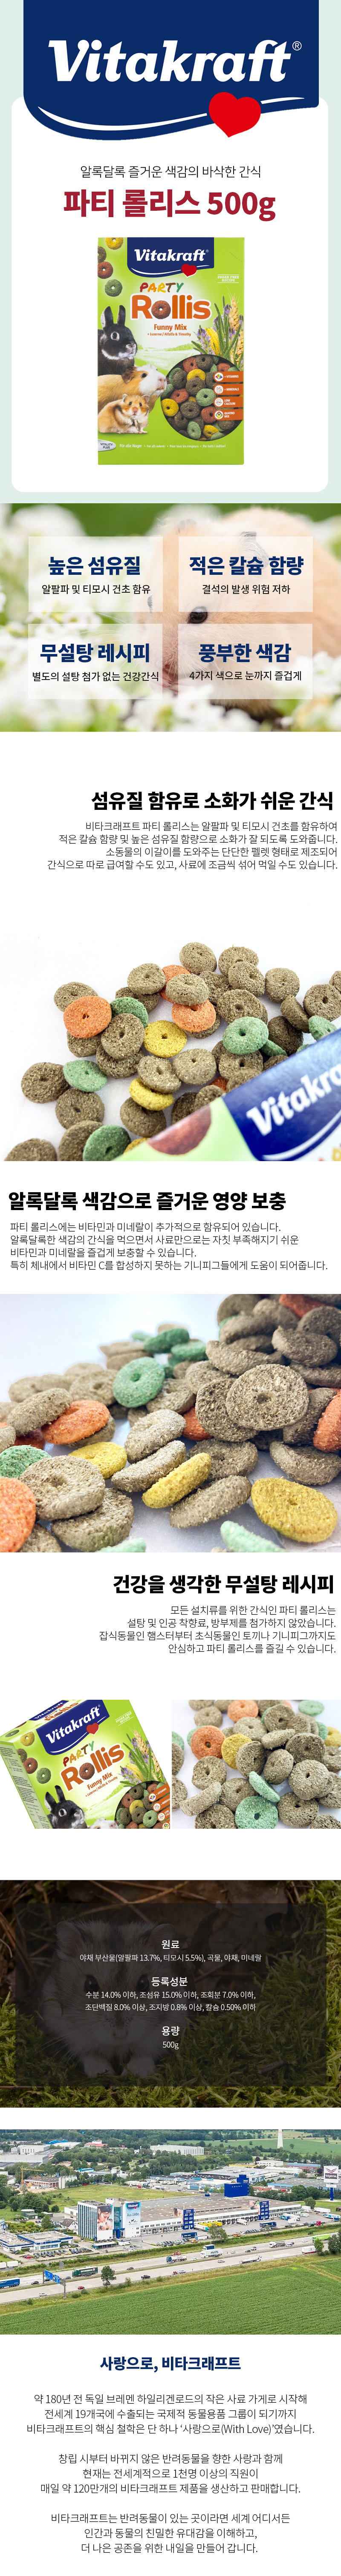 Vitakraft®
알록달록 즐거운 색감의 바삭한 간식
파티 롤리스 500g
Vitakraft
PARTY
Rollis
Funny Mix
높은 섬유질
알팔파 및 티모시 건초 함유
적은 칼슘 함량
결석의 발생 위험 저하
무설탕 레시피
별도의 설탕 첨가 없는 건강간식
풍부한 색감
4가지 색으로 눈까지 즐겁게
섬유질 함유로 소화가 쉬운 간식
비타크래프트 파티 롤리스는 알팔파 및 티모시 건초를 함유하여
적은 칼슘 함량 및 높은 섬유질 함량으로 소화가 잘 되도록 도와줍니다.
소동물의 이갈이를 도와주는 단단한 펠렛 형태로 제조되어
간식으로 따로 급여할 수도 있고, 사료에 조금씩 섞어 먹일 수도 있습니다.
Vitakra
알록달록 색감으로 즐거운 영양 보충
파티 롤리스에는 비타민과 미네랄이 추가적으로 함유되어 있습니다.
알록달록한 색감의 간식을 먹으면서 사료만으로는 자칫 부족해지기 쉬운
비타민과 미네랄을 즐겁게 보충할 수 있습니다.
특히 체내에서 비타민 C를 합성하지 못하는 기니피그들에게 도움이 되어줍니다.
건강을 생각한 무설탕 레시피
모든 설치류를 위한 간식인 파티 롤리스는
설탕 및 인공 착향료, 방부제를 첨가하지 않았습니다.
잡식동물인 햄스터부터 초식동물인 토끼나 기니피그까지도
안심하고 파티 롤리스를 즐길 수 있습니다.
Vitakraft
PARTY
Rollis
Funny Mix
원료
야채 부산물(알팔파 13.7%, 티모시 5.5%), 곡물, 야채, 미네랄
등록성분
수분 14.0% 이하, 조섬유 15.0% 이하, 조회분 7.0% 이하,
조단백질 8.0% 이상, 조지방 0.8% 이상, 칼슘 0.50% 이하
용량
500g
사랑으로, 비타크래프트
약 180년 전 독일 브레멘 하일리겐로드의 작은 사료 가게로 시작해
전세계 19개국에 수출되는 국제적 동물용품 그룹이 되기까지
비타크래프트의 핵심 철학은 단 하나 ‘사랑으로(With Love)’였습니다.
창립 시부터 바뀌지 않은 반려동물을 향한 사랑과 함께
현재는 전세계적으로 1천명 이상의 직원이
매일 약 120만개의 비타크래프트 제품을 생산하고 판매합니다.
비타크래프트는 반려동물이 있는 곳이라면 세계 어디서든
인간과 동물의 친밀한 유대감을 이해하고,
더 나은 공존을 위한 내일을 만들어 갑니다.